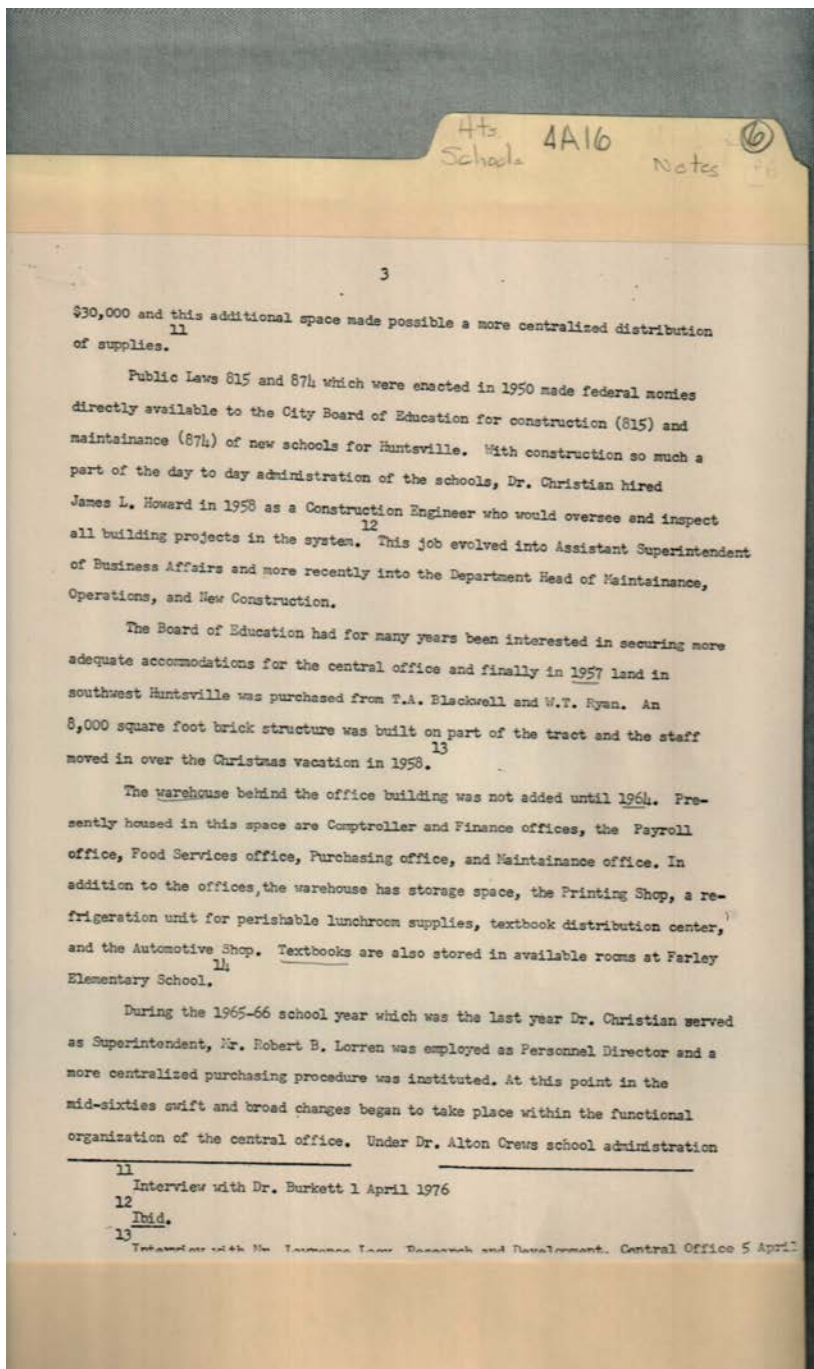 Hts. 4A16 6
Schools Notes
3
$30,000 and this additional space made possible a more centralized distribution
11
of supplies.
Public Laws 815 and 874 which were enacted in 1950 made federal monies
directly available to the City Board of Education for construction (815) and
maintainance (874) of new schools for Huntsville. With construction so much a
part of the day to day administration of the schools, Dr. Christian hired
James L. Howard in 1958 as a Construction Engineer who would oversee and inspect
12
all building projects in the system. This job evolved into Assistant Superintendent
of Business Affairs and more recently into the Department Head of Maintainance,
Operations, and New Construction.
The Board of Education had for many years been interested in securing more
adequate accommodations for the central office and finally in 1957 land in
southwest Huntsville was purchased from T.A. Blackwell and W.T. Ryan. An
8,000 square foot brick structure was built on part of the tract and the staff
13
moved in over the Christmas vacation in 1958.
The warehouse behind the office building was not added until 1964. Pre-
sently housed in this space are Comptroller and Finance offices, the Payroll
office, Food Services office, Purchasing office, and Maintainance office. In
addition to the offices,the warehouse has storage space, the Printing Shop, a re-
frigeration unit for perishable lunchroom supplies, textbook distribution center,
and the Automotive Shop. Textbooks are also stored in available rooms at Farley
14
Elementary School.
During the 1965-66 school year which was the last year Dr. Christian served
as Superintendent, Mr. Robert B. Lorren was employed as Personnel Director and a
more centralized purchasing procedure was instituted. At this point in the
mid-sixties swift and broad changes began to take place within the functional
organization of the central office. Under Dr. Alton Crews school administration
11
Interview with Dr. Burkett 1 April 1976
12
Ibid.
13
Interview with Mr. Research and Development, Central Office 5 April